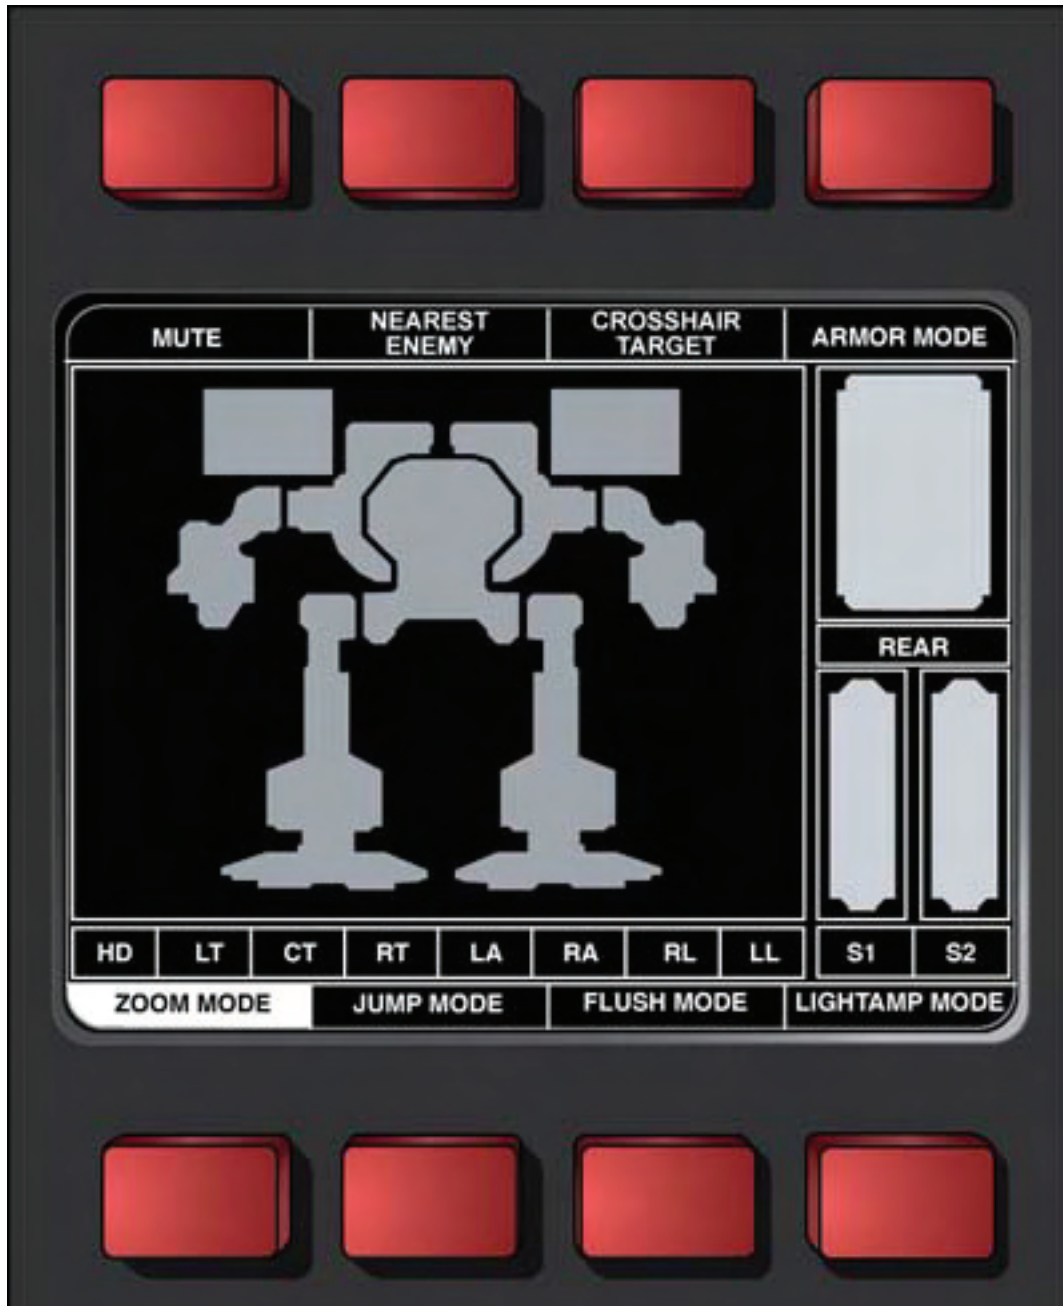 MUTE
NEAREST
ENEMY
CROSSHAIR
TARGET
ARMOR MODE
REAR
HD LT CT RT LA RA RL LL S1 S2
ZOOM MODE JUMP MODE FLUSH MODE LIGHTAMP MODE